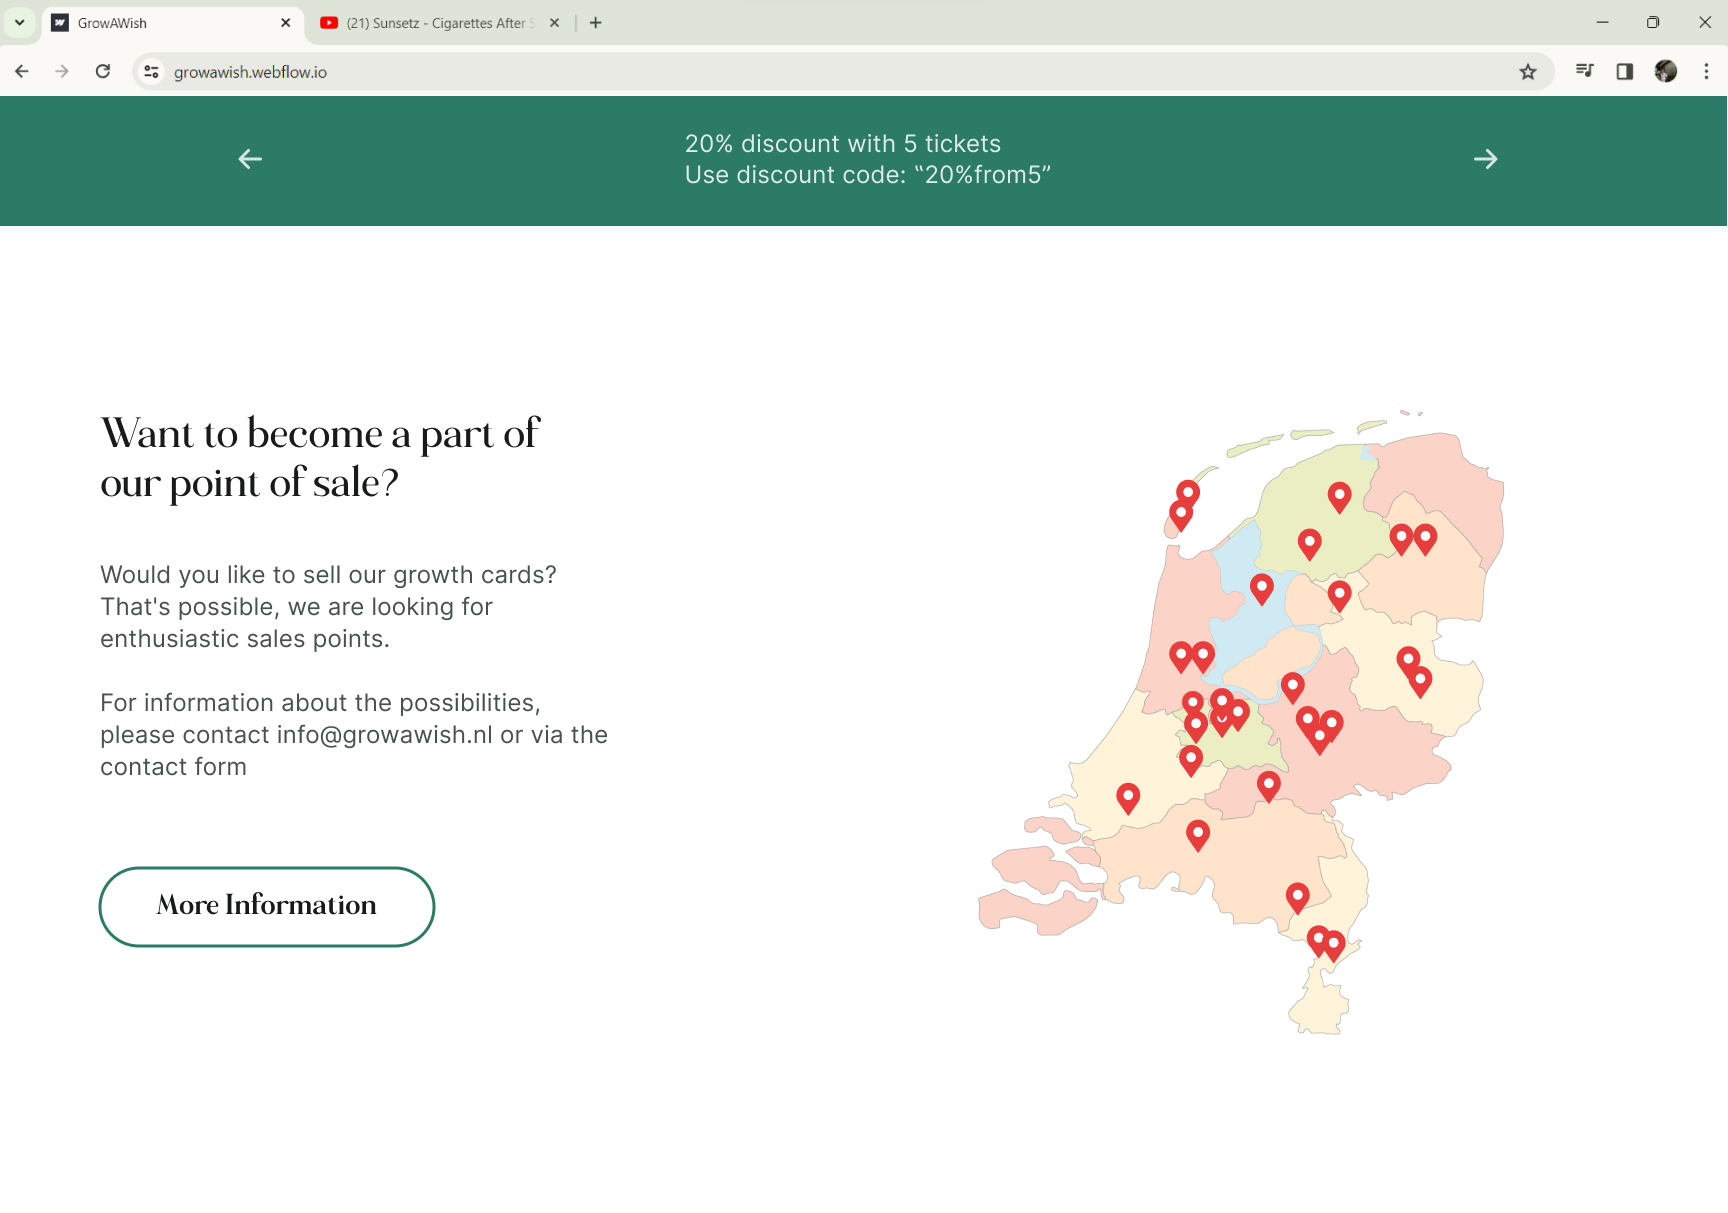 GrowAWish
(21) Sunsetz - Cigarettes After S
growawish.webflow.io
20% discount with 5 tickets
Use discount code: “20%from5”
Want to become a part of
our point of sale?
Would you like to sell our growth cards?
That's possible, we are looking for
enthusiastic sales points.
For information about the possibilities,
please contact info@growawish.nl or via the
contact form
More Information